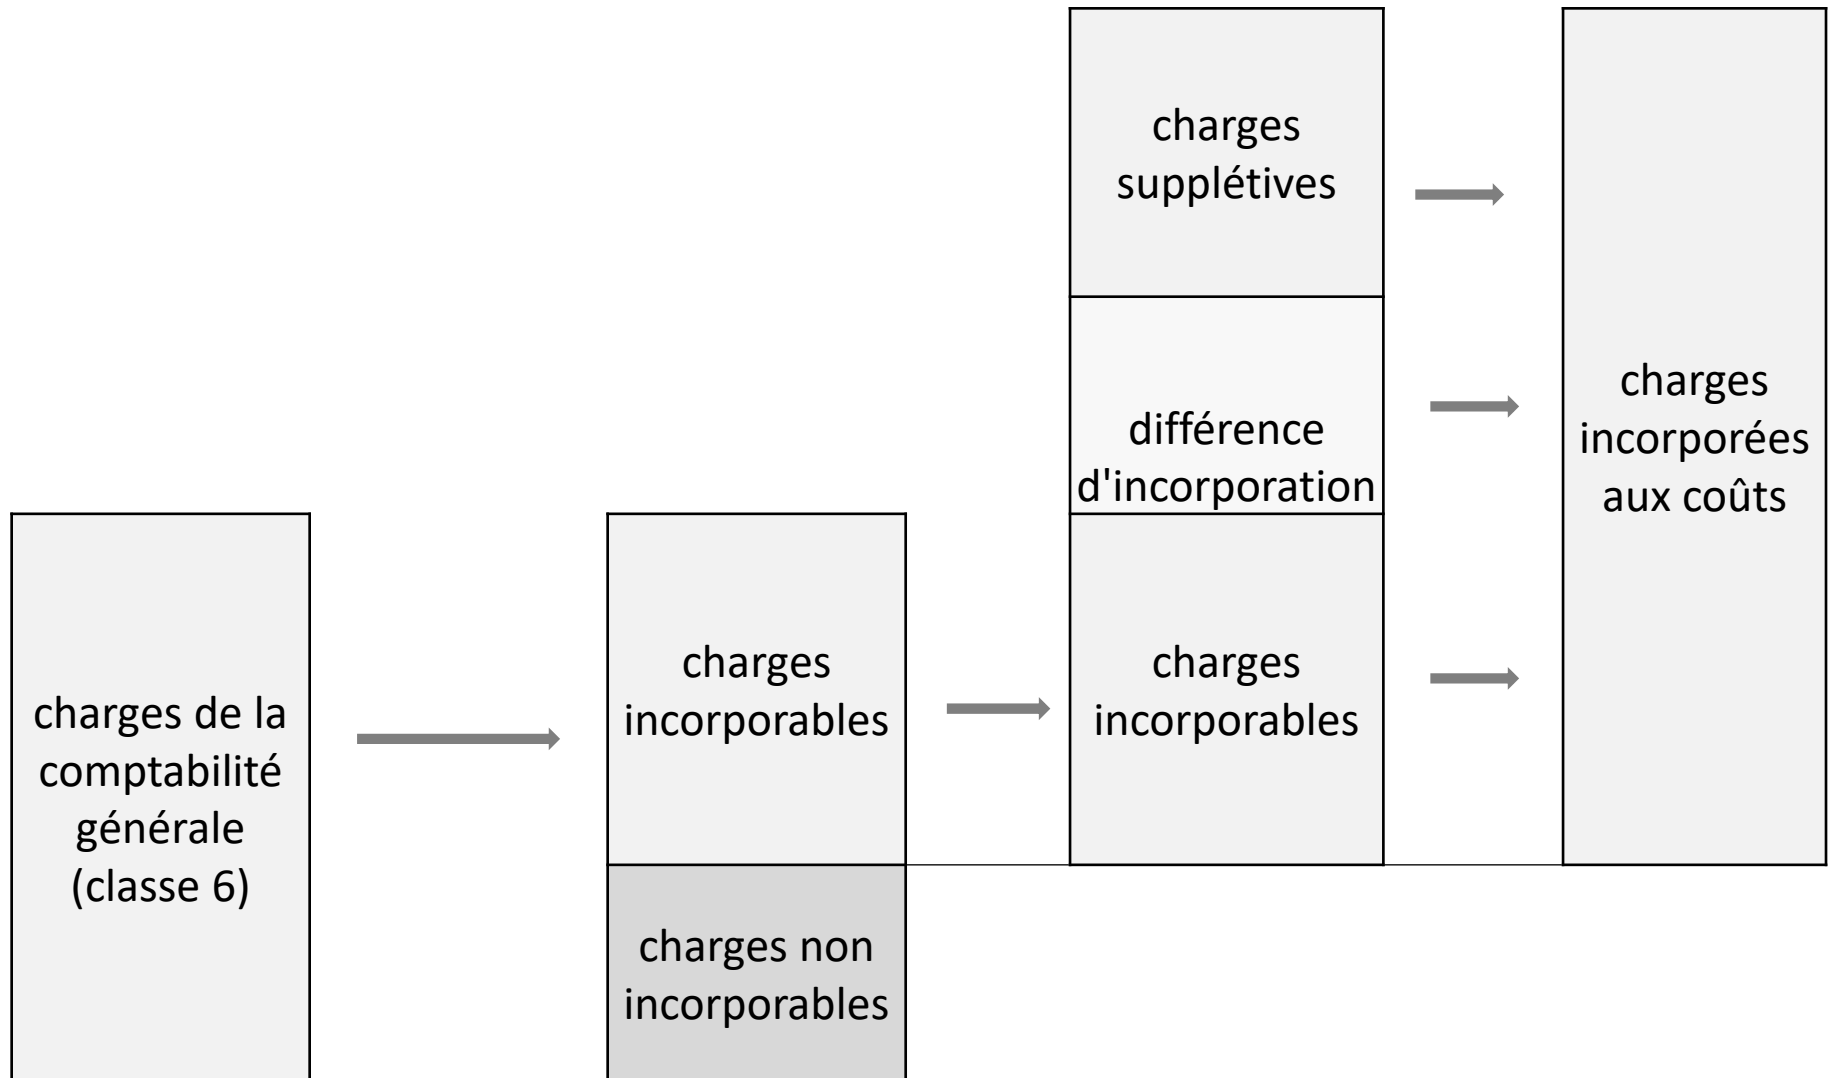 charges de la
comptabilité
générale
(classe 6)
charges
incorporables
charges non
incorporables
charges
supplétives
différence
d'incorporation
charges
incorporables
charges
incorporées
aux coûts